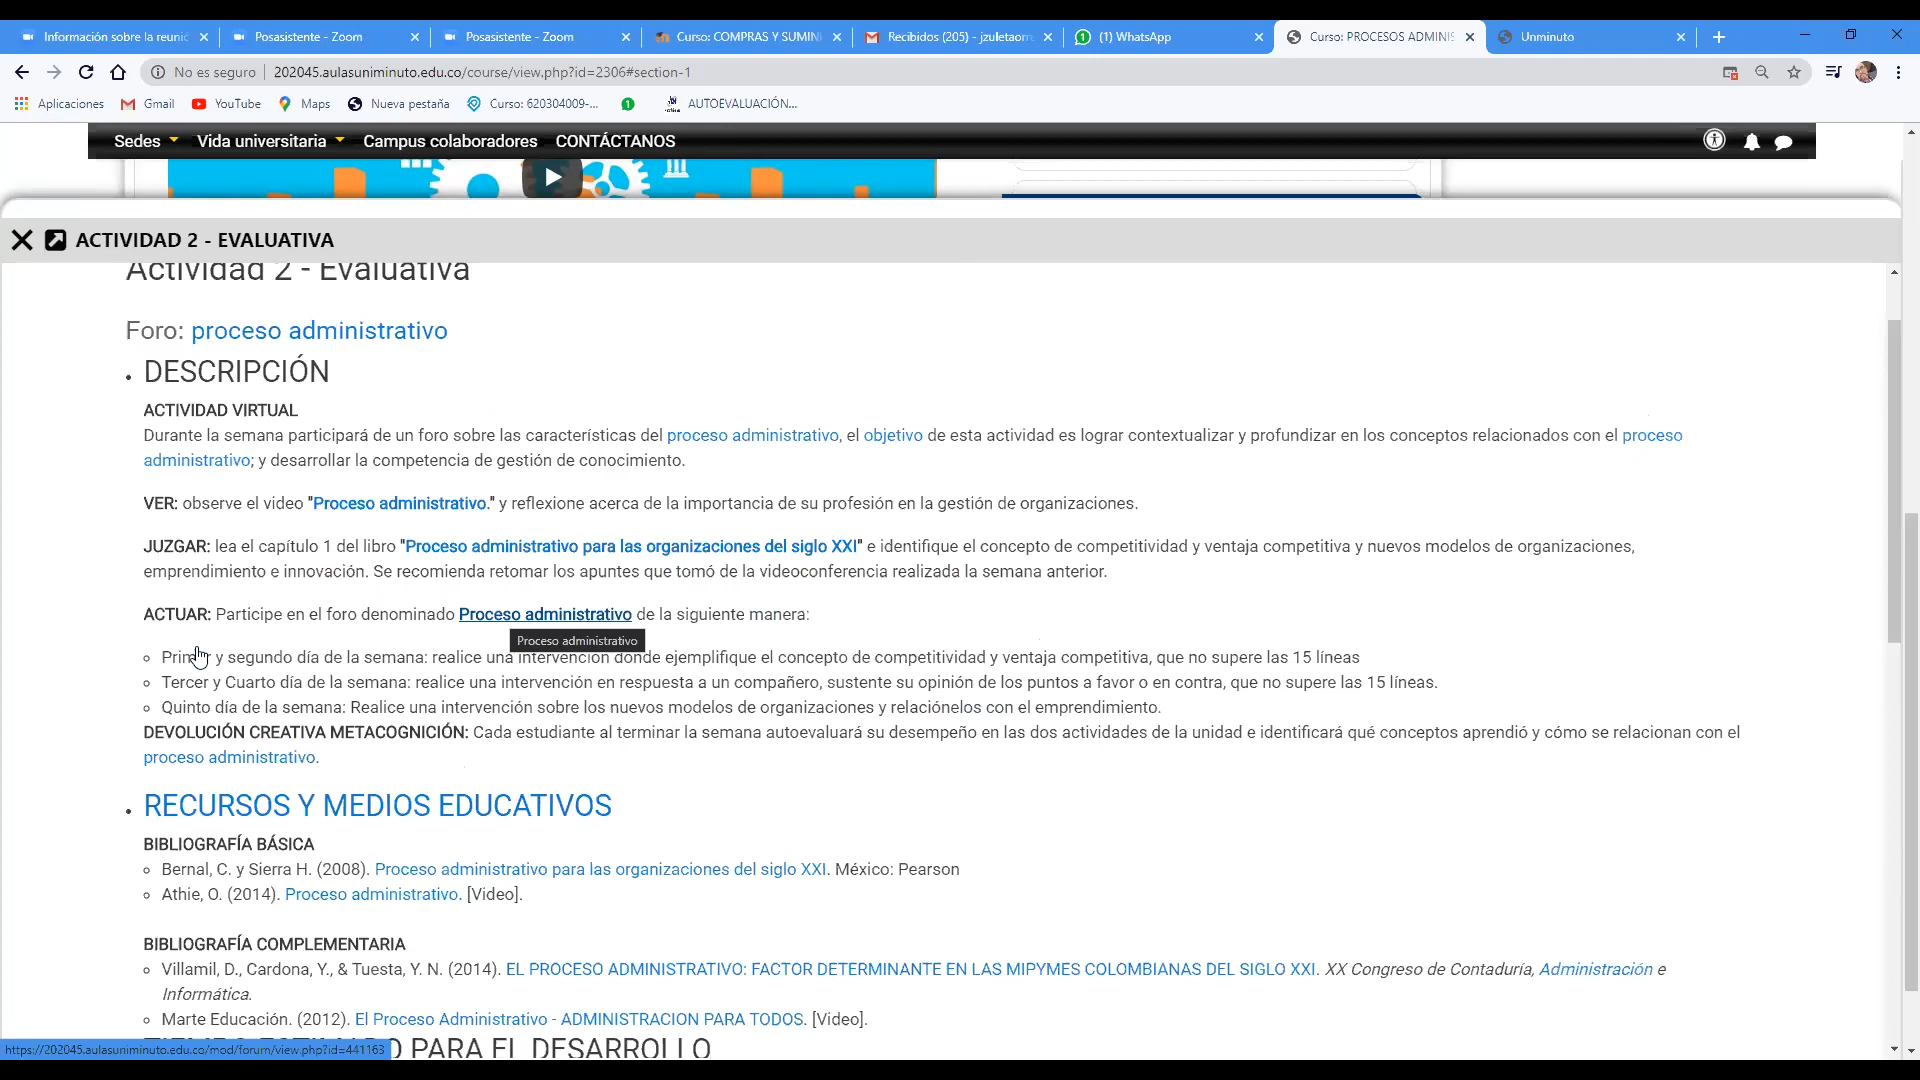 Información sobre la reunió
Posasistente - Zoom
Posasistente - Zoom
Curso: COMPRAS Y SUMIN
Recibidos (205) - jzuletaorr
(1) WhatsApp
Curso: PROCESOS ADMINIS
Unminuto
No es seguro
202045.aulasuniminuto.edu.co/course/view.php?id=2306#section-1
Aplicaciones
Gmail
YouTube
Maps
Nueva pestaña
Curso: 620304009-...
AUTOEVALUACIÓN...
Sedes
Vida universitaria
Campus colaboradores
CONTÁCTANOS
ACTIVIDAD 2 - EVALUATIVA
Actividad 2 - Evaluativa
Foro: proceso administrativo
DESCRIPCIÓN
ACTIVIDAD VIRTUAL
Durante la semana participará de un foro sobre las características del proceso administrativo, el objetivo de esta actividad es lograr contextualizar y profundizar en los conceptos relacionados con el proceso
administrativo; y desarrollar la competencia de gestión de conocimiento.
VER: observe el video "Proceso administrativo." y reflexione acerca de la importancia de su profesión en la gestión de organizaciones.
JUZGAR: lea el capítulo 1 del libro "Proceso administrativo para las organizaciones del siglo XXI" e identifique el concepto de competitividad y ventaja competitiva y nuevos modelos de organizaciones,
emprendimiento e innovación. Se recomienda retomar los apuntes que tomó de la videoconferencia realizada la semana anterior.
ACTUAR: Participe en el foro denominado Proceso administrativo de la siguiente manera:
Proceso administrativo
Primer y segundo día de la semana: realice una intervención donde ejemplifique el concepto de competitividad y ventaja competitiva, que no supere las 15 líneas
Tercer y Cuarto día de la semana: realice una intervención en respuesta a un compañero, sustente su opinión de los puntos a favor o en contra, que no supere las 15 líneas.
Quinto día de la semana: Realice una intervención sobre los nuevos modelos de organizaciones y relaciónelos con el emprendimiento.
DEVOLUCIÓN CREATIVA METACOGNICIÓN: Cada estudiante al terminar la semana autoevaluará su desempeño en las dos actividades de la unidad e identificará qué conceptos aprendió y cómo se relacionan con el
proceso administrativo.
RECURSOS Y MEDIOS EDUCATIVOS
BIBLIOGRAFÍA BÁSICA
Bernal, C. y Sierra H. (2008). Proceso administrativo para las organizaciones del siglo XXI. México: Pearson
Athie, O. (2014). Proceso administrativo. [Video].
BIBLIOGRAFÍA COMPLEMENTARIA
Villamil, D., Cardona, Y., & Tuesta, Y. N. (2014). EL PROCESO ADMINISTRATIVO: FACTOR DETERMINANTE EN LAS MIPYMES COLOMBIANAS DEL SIGLO XXI. XX Congreso de Contaduría, Administración e
Informática.
Marte Educación. (2012). El Proceso Administrativo - ADMINISTRACION PARA TODOS. [Video].
TIEMPO ESTIMADO PARA EL DESARROLLO
https://202045.aulasuniminuto.edu.co/mod/forum/view.php?id=441163